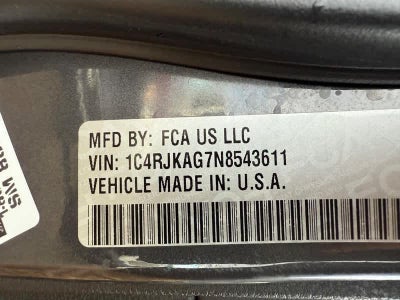 MFD BY: FCA US LLC
VIN: 1C4RJKAG7N8543611
VEHICLE MADE IN: U.S.A.